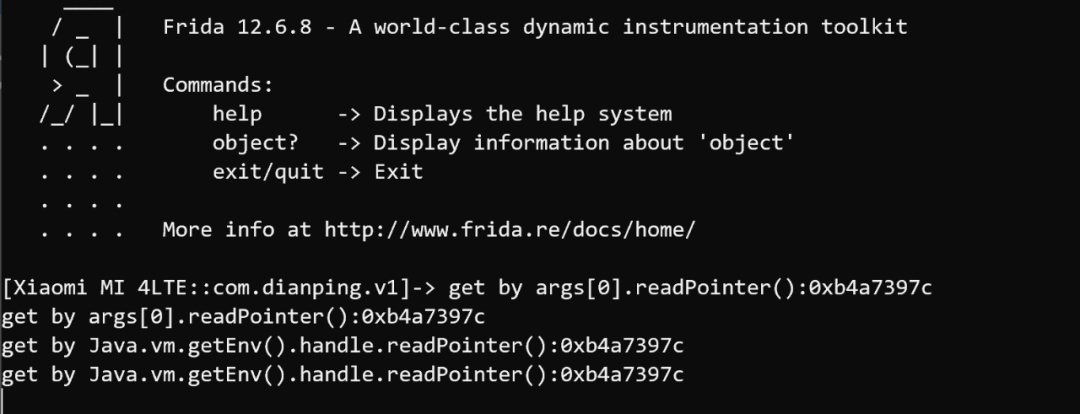 Frida 12.6.8 - A world-class dynamic instrumentation toolkit
Commands:
help -> Displays the help system
object? -> Display information about 'object'
exit/quit -> Exit
More info at http://www.frida.re/docs/home/
[Xiaomi MI 4LTE::com.dianping.v1]-> get by args[0].readPointer():0xb4a7397c
get by args[0].readPointer():0xb4a7397c
get by Java.vm.getEnv().handle.readPointer():0xb4a7397c
get by Java.vm.getEnv().handle.readPointer():0xb4a7397c